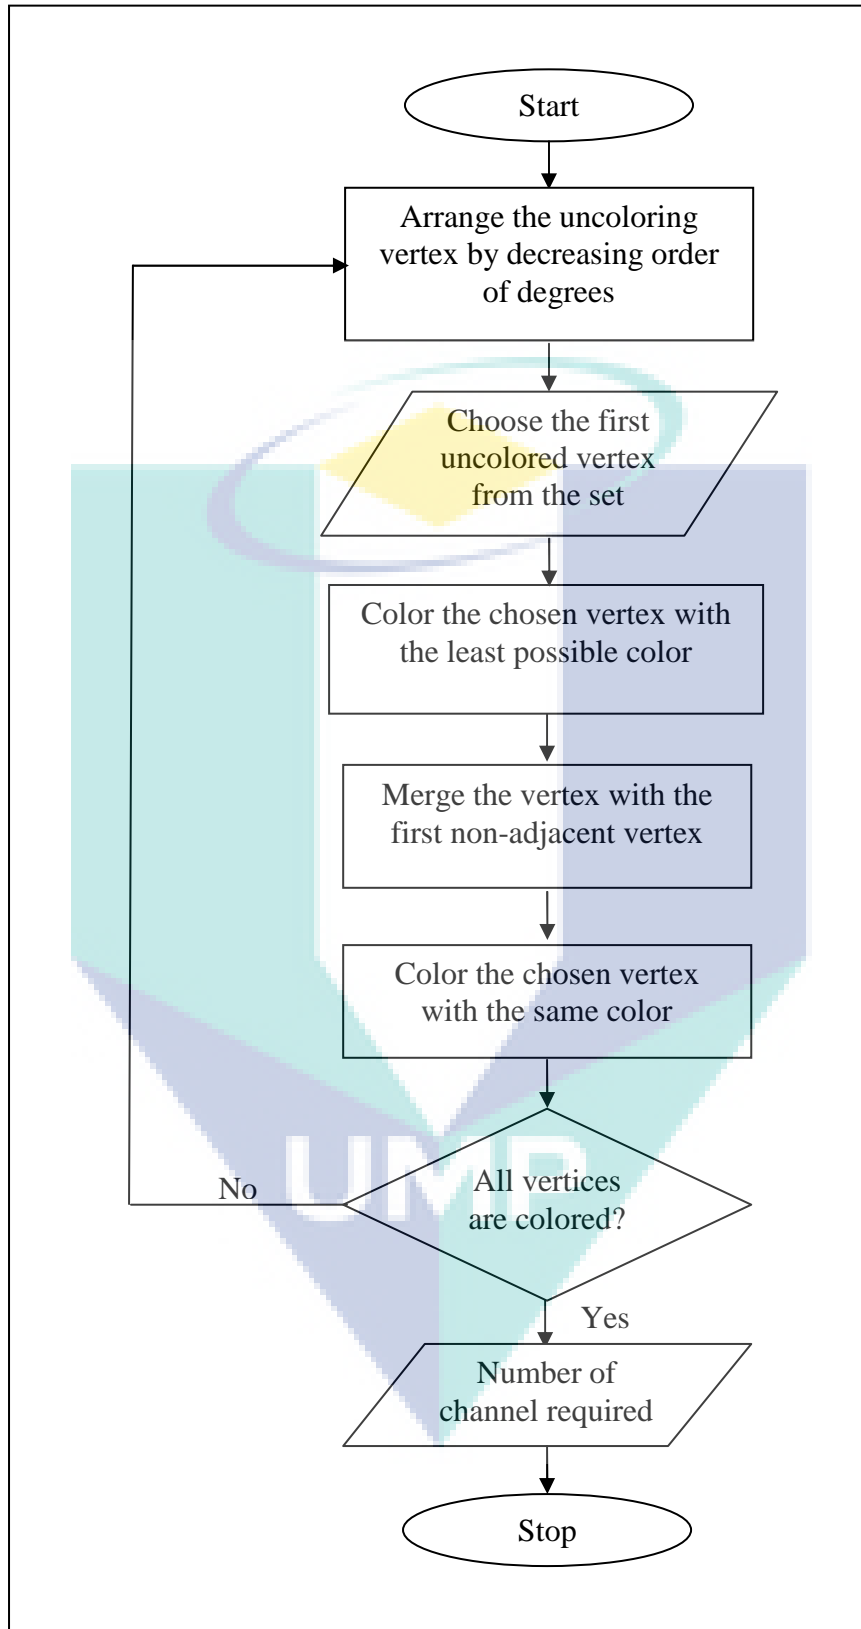 Start
Arrange the uncoloring
vertex by decreasing order
of degrees
Choose the first
uncolored vertex
from the set
Color the chosen vertex with
the least possible color
Merge the vertex with the
first non-adjacent vertex
Color the chosen vertex
with the same color
All vertices
are colored?
No
UMP
Yes
Number of
channel required
Stop